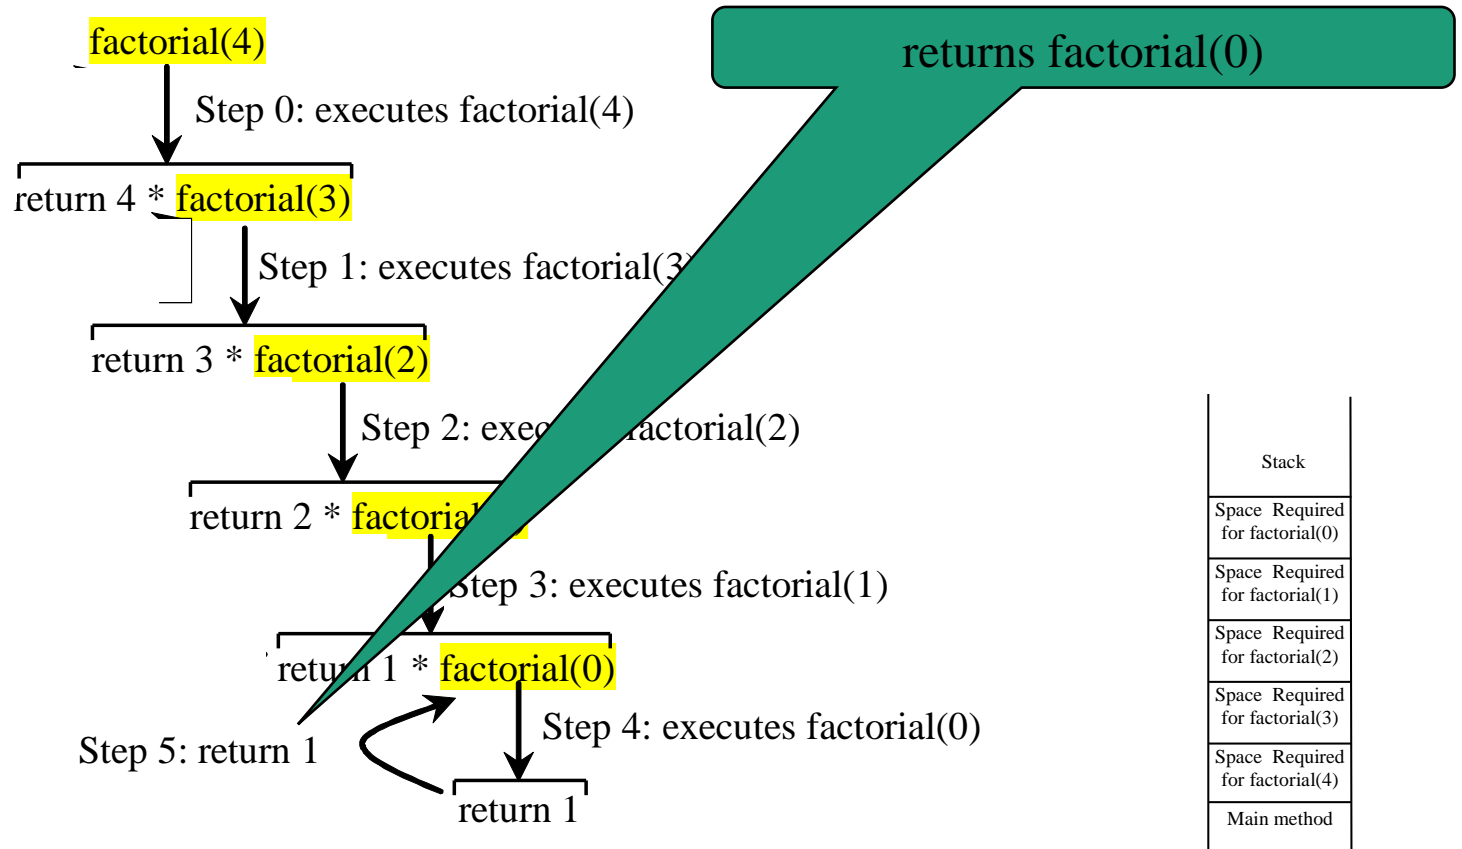 factorial(4)
returns factorial(0)
Step 0: executes factorial(4)
return 4 * factorial(3)
Step 1: executes factorial(3
return 3 * factorial(2)
Step 2: exec factorial(2)
return 2 * factorial
Step 3: executes factorial(1)
return 1 * factorial(0)
Step 4: executes factorial(0)
Step 5: return 1
return 1
Stack
Space Required
for factorial(0)
Space Required
for factorial(1)
Space Required
for factorial(2)
Space Required
for factorial(3)
Space Required
for factorial(4)
Main method